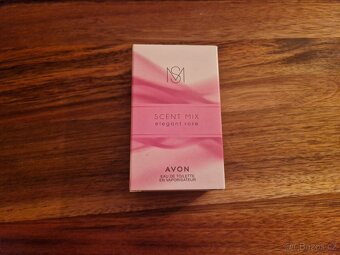 SM
SCENT MIX
elegant rose
AVON
EAU DE TOILETTE
EN VAPORISATEUR